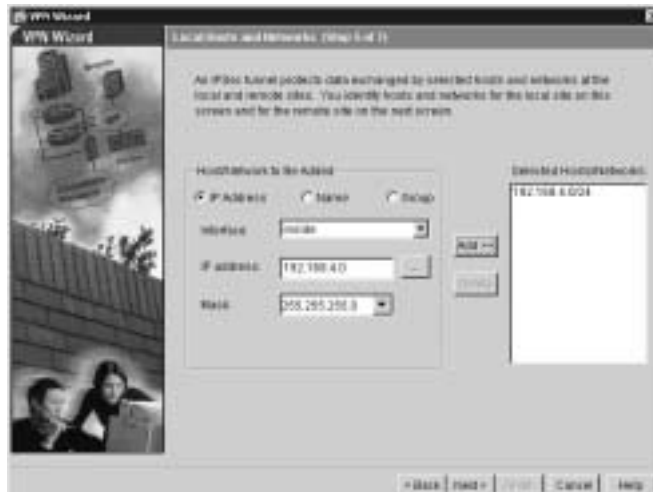 VPN Wizard
VPN Wizard
Local Hosts and Networks (Step 5 of 7)
An IPSec tunnel protects data exchanged by selected hosts and networks at the
local and remote sites. You identify hosts and networks for the local site on this
screen and for the remote site on the next screen.
Host/Network to Be Added
Selected Hosts/Networks:
IP Address Name Group
192.168.4.0/24
Interface: inside
Add >>
IP address: 192.168.4.0 ...
Mask: 255.255.255.0
< Back Next > Cancel Help